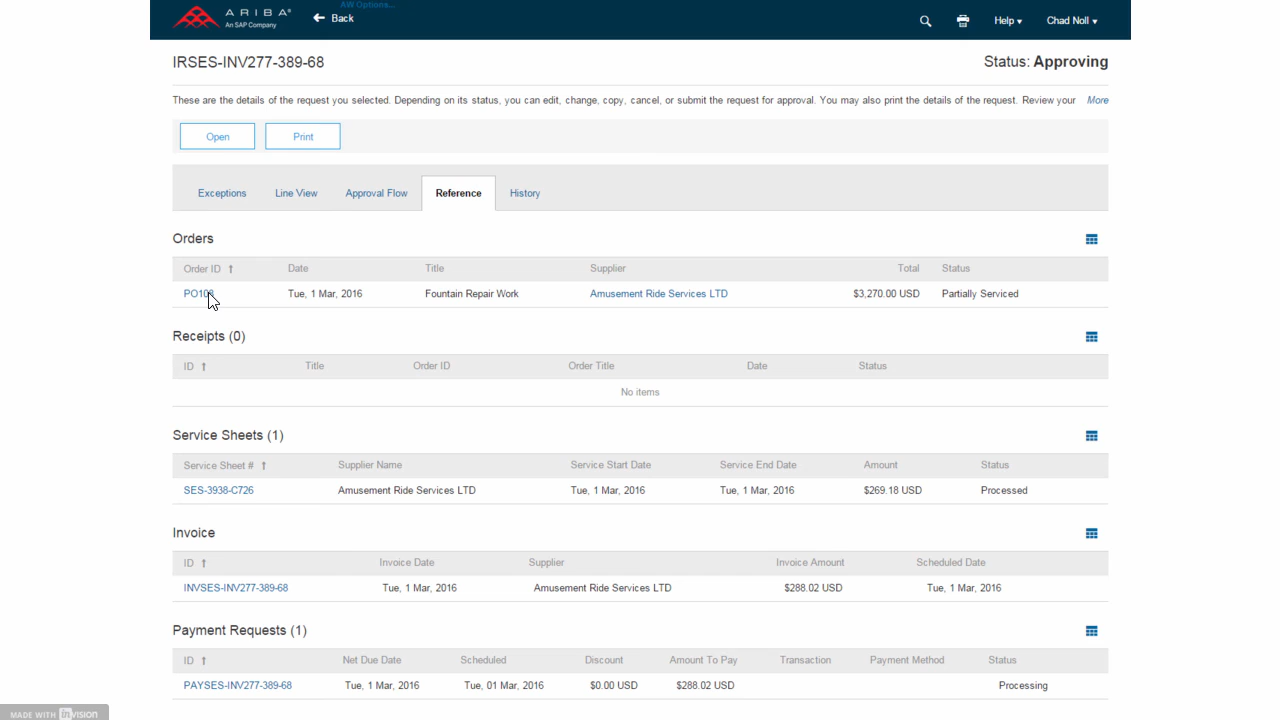 AW Options...
ARIBA
An SAP Company
Back
Help
Chad Noll
IRSES-INV277-389-68
Status: Approving
These are the details of the request you selected. Depending on its status, you can edit, change, copy, cancel, or submit the request for approval. You may also print the details of the request. Review your More
Open Print
Exceptions Line View Approval Flow Reference History
Orders
Order ID ↑ Date Title Supplier Total Status
Tue, 1 Mar, 2016 Fountain Repair Work Amusement Ride Services LTD $3,270.00 USD Partially Serviced
Receipts (0)
ID ↑ Title Order ID Order Title Date Status
No items
Service Sheets (1)
Service Sheet # ↑ Supplier Name Service Start Date Service End Date Amount Status
SES-3938-C726 Amusement Ride Services LTD Tue, 1 Mar, 2016 Tue, 1 Mar, 2016 $269.18 USD Processed
Invoice
ID ↑ Invoice Date Supplier Invoice Amount Scheduled Date
INVSES-INV277-389-68 Tue, 1 Mar, 2016 Amusement Ride Services LTD $288.02 USD Tue, 1 Mar, 2016
Payment Requests (1)
ID ↑ Net Due Date Scheduled Discount Amount To Pay Transaction Payment Method Status
PAYSES-INV277-389-68 Tue, 1 Mar, 2016 Tue, 01 Mar, 2016 $0.00 USD $288.02 USD Processing
MADE WITH invision